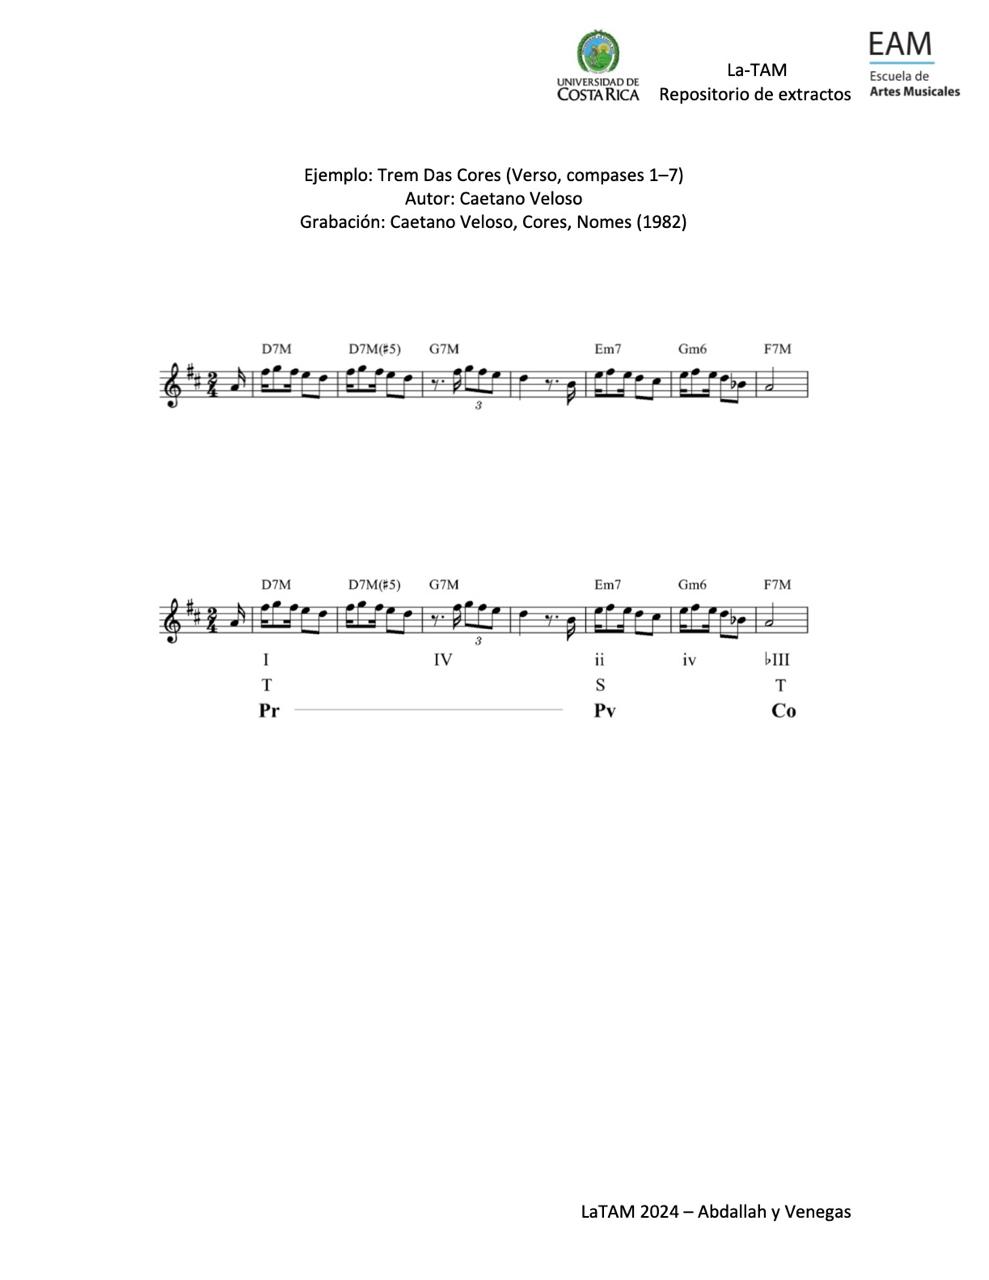 UNIVERSIDAD DE
COSTA RICA
La-TAM
Repositorio de extractos
EAM
Escuela de
Artes Musicales
Ejemplo: Trem Das Cores (Verso, compases 1–7)
Autor: Caetano Veloso
Grabación: Caetano Veloso, Cores, Nomes (1982)
D7M D7M(♯5) G7M Em7 Gm6 F7M
2
4
3
D7M D7M(♯5) G7M Em7 Gm6 F7M
2
4
3
I IV ii iv ♭III
T S T
Pr Pv Co
LaTAM 2024 – Abdallah y Venegas